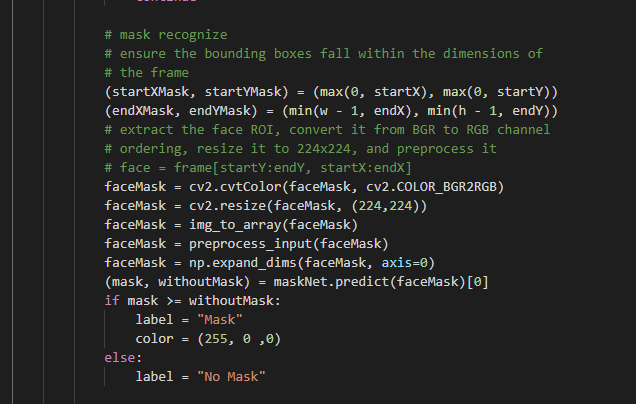 continue
# mask recognize
# ensure the bounding boxes fall within the dimensions of
# the frame
(startXMask, startYMask) = (max(0, startX), max(0, startY))
(endXMask, endYMask) = (min(w - 1, endX), min(h - 1, endY))
# extract the face ROI, convert it from BGR to RGB channel
# ordering, resize it to 224x224, and preprocess it
# face = frame[startY:endY, startX:endX]
faceMask = cv2.cvtColor(faceMask, cv2.COLOR_BGR2RGB)
faceMask = cv2.resize(faceMask, (224,224))
faceMask = img_to_array(faceMask)
faceMask = preprocess_input(faceMask)
faceMask = np.expand_dims(faceMask, axis=0)
(mask, withoutMask) = maskNet.predict(faceMask)[0]
if mask >= withoutMask:
label = "Mask"
color = (255, 0 ,0)
else:
label = "No Mask"